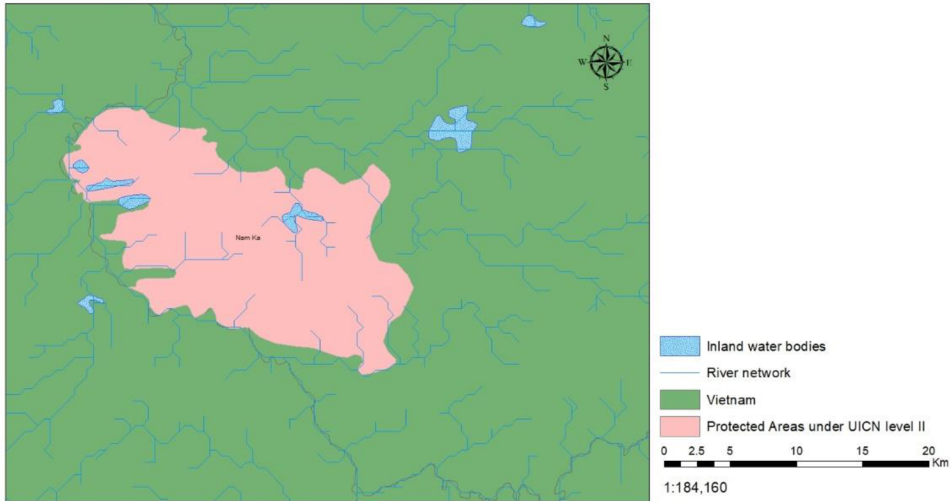 N
W E
S
Nam Ka
Inland water bodies
River network
Vietnam
Protected Areas under UICN level II
0 2.5 5 10 15 20
Km
1:184,160